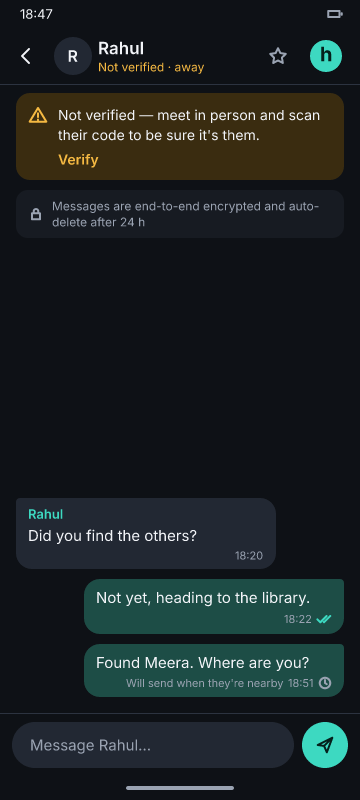 18:47
R
Rahul
Not verified · away
h
Not verified — meet in person and scan
their code to be sure it's them.
Verify
Messages are end-to-end encrypted and auto-
delete after 24 h
Rahul
Did you find the others?
18:20
Not yet, heading to the library.
18:22
Found Meera. Where are you?
Will send when they're nearby 18:51
Message Rahul...